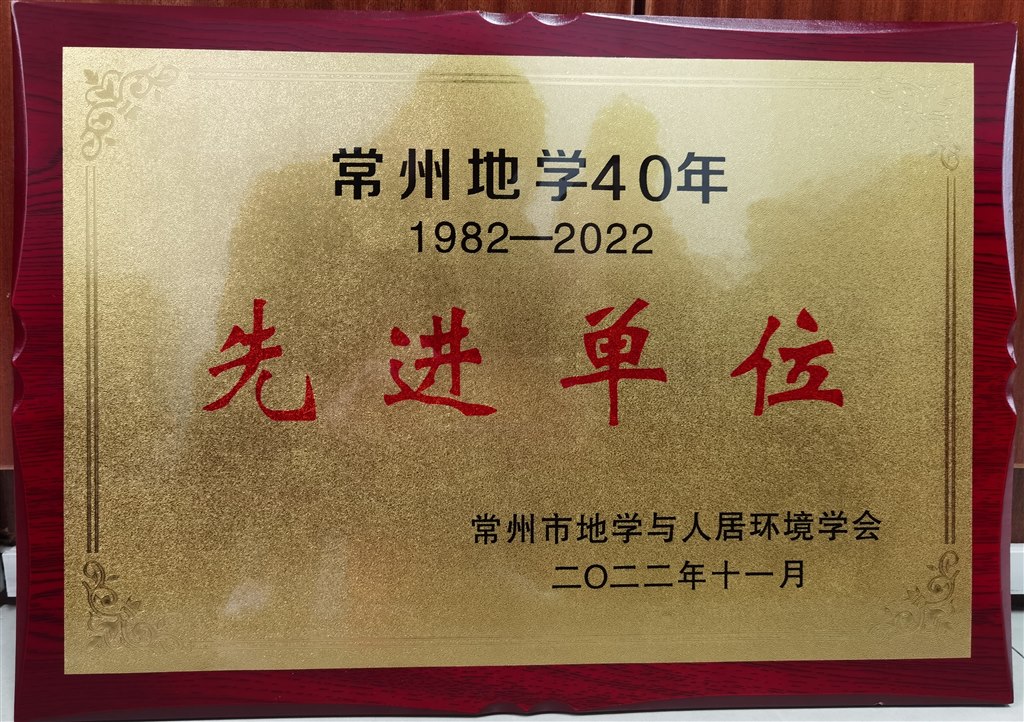 常州地学40年
1982—2022
先进单位
常州市地学与人居环境学会
二〇二二年十一月